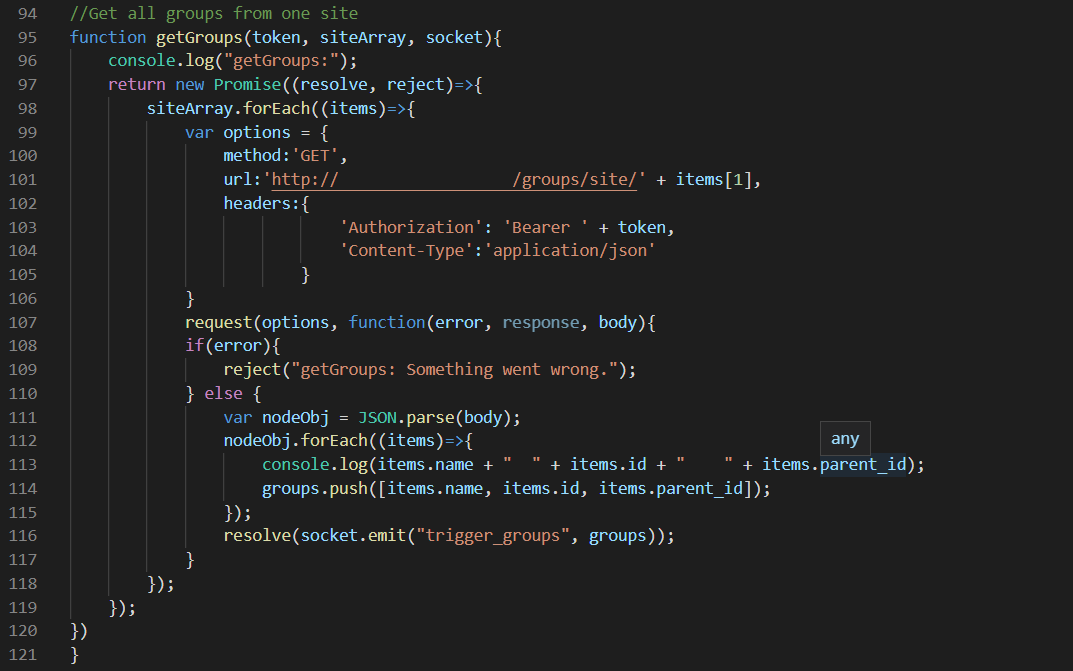 94 //Get all groups from one site
95 function getGroups(token, siteArray, socket){
96 console.log("getGroups:");
97 return new Promise((resolve, reject)=>{
98 siteArray.forEach((items)=>{
99 var options = {
100 method:'GET',
101 url:'http:// /groups/site/' + items[1],
102 headers:{
103 'Authorization': 'Bearer ' + token,
104 'Content-Type':'application/json'
105 }
106 }
107 request(options, function(error, response, body){
108 if(error){
109 reject("getGroups: Something went wrong.");
110 } else {
111 var nodeObj = JSON.parse(body);
112 nodeObj.forEach((items)=>{
any
113 console.log(items.name + "  " + items.id + "    " + items.parent_id);
114 groups.push([items.name, items.id, items.parent_id]);
115 });
116 resolve(socket.emit("trigger_groups", groups));
117 }
118 });
119 });
120 })
121 }